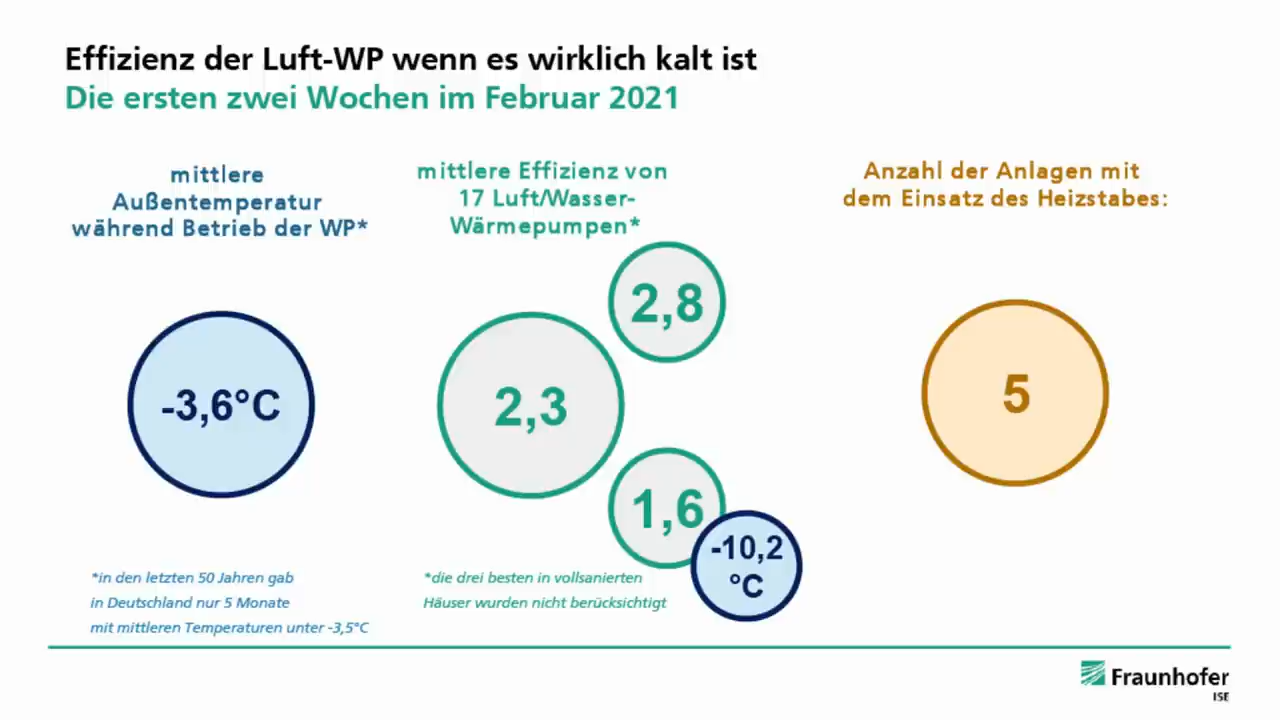 Effizienz der Luft-WP wenn es wirklich kalt ist
Die ersten zwei Wochen im Februar 2021
mittlere
Außentemperatur
während Betrieb der WP*
-3,6°C
*in den letzten 50 Jahren gab
in Deutschland nur 5 Monate
mit mittleren Temperaturen unter -3,5°C
mittlere Effizienz von
17 Luft/Wasser-
Wärmepumpen*
2,8
2,3
1,6
-10,2
°C
*die drei besten in vollsanierten
Häuser wurden nicht berücksichtigt
Anzahl der Anlagen mit
dem Einsatz des Heizstabes:
5
Fraunhofer
ISE